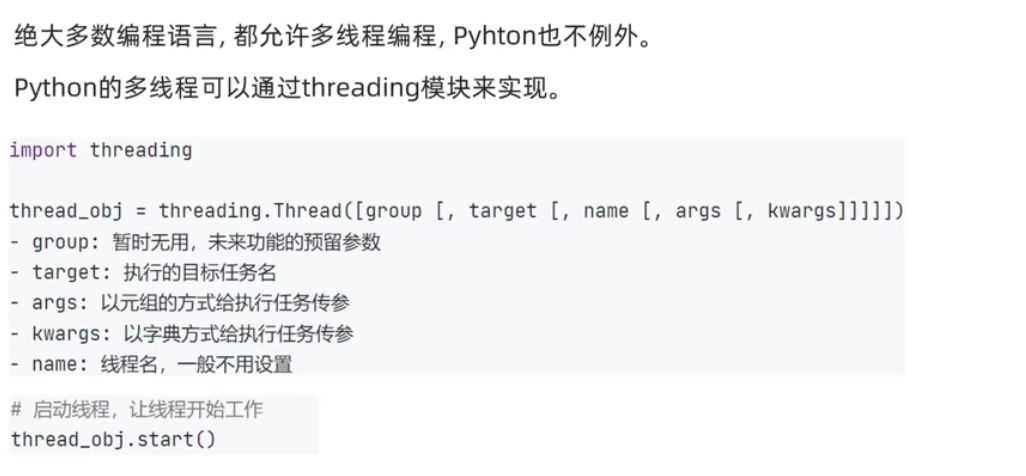 绝大多数编程语言, 都允许多线程编程, Pyhton也不例外。
Python的多线程可以通过threading模块来实现。
import threading
thread_obj = threading.Thread([group [, target [, name [, args [, kwargs]]]]])
- group: 暂时无用，未来功能的预留参数
- target: 执行的目标任务名
- args: 以元组的方式给执行任务传参
- kwargs: 以字典方式给执行任务传参
- name: 线程名，一般不用设置
# 启动线程，让线程开始工作
thread_obj.start()